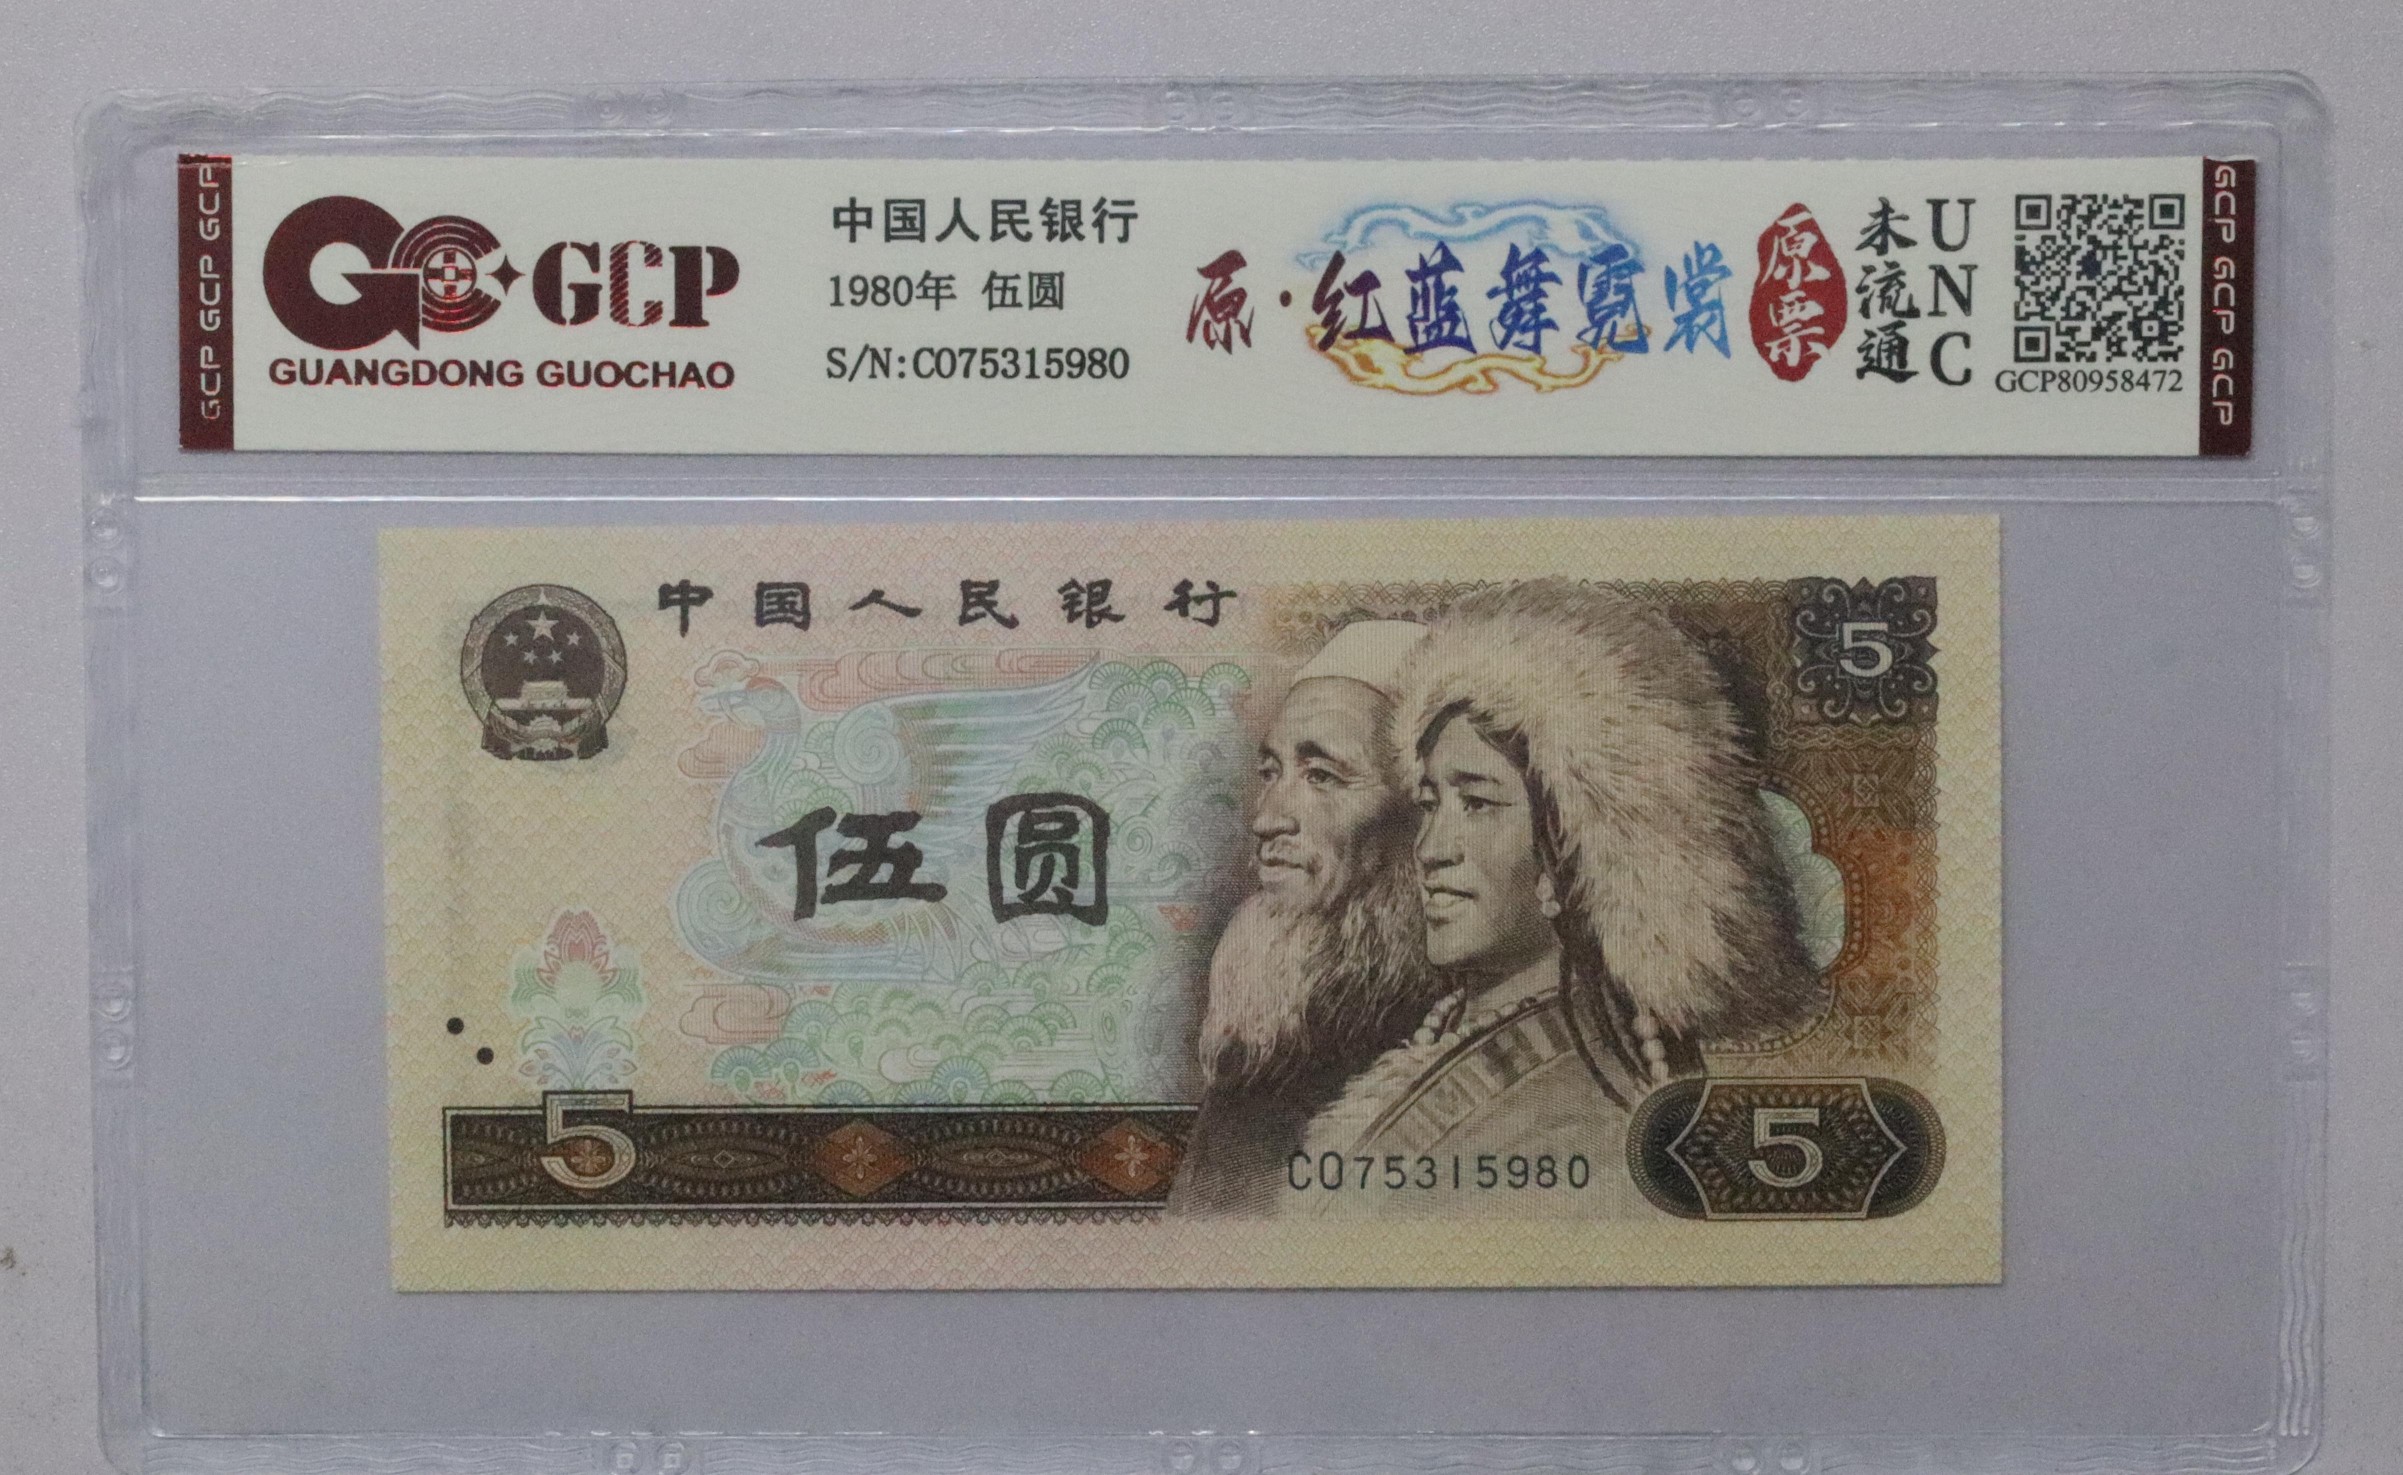 GCP GCP GCP
GCP
GUANGDONG GUOCHAO
中国人民银行
1980年 伍圆
S/N:CO75315980
原·红蓝舞霓裳
原票
未流通
UNC
GCP80958472
GCP GCP GCP
中国人民银行
5
伍圆
5
CO75315980
5